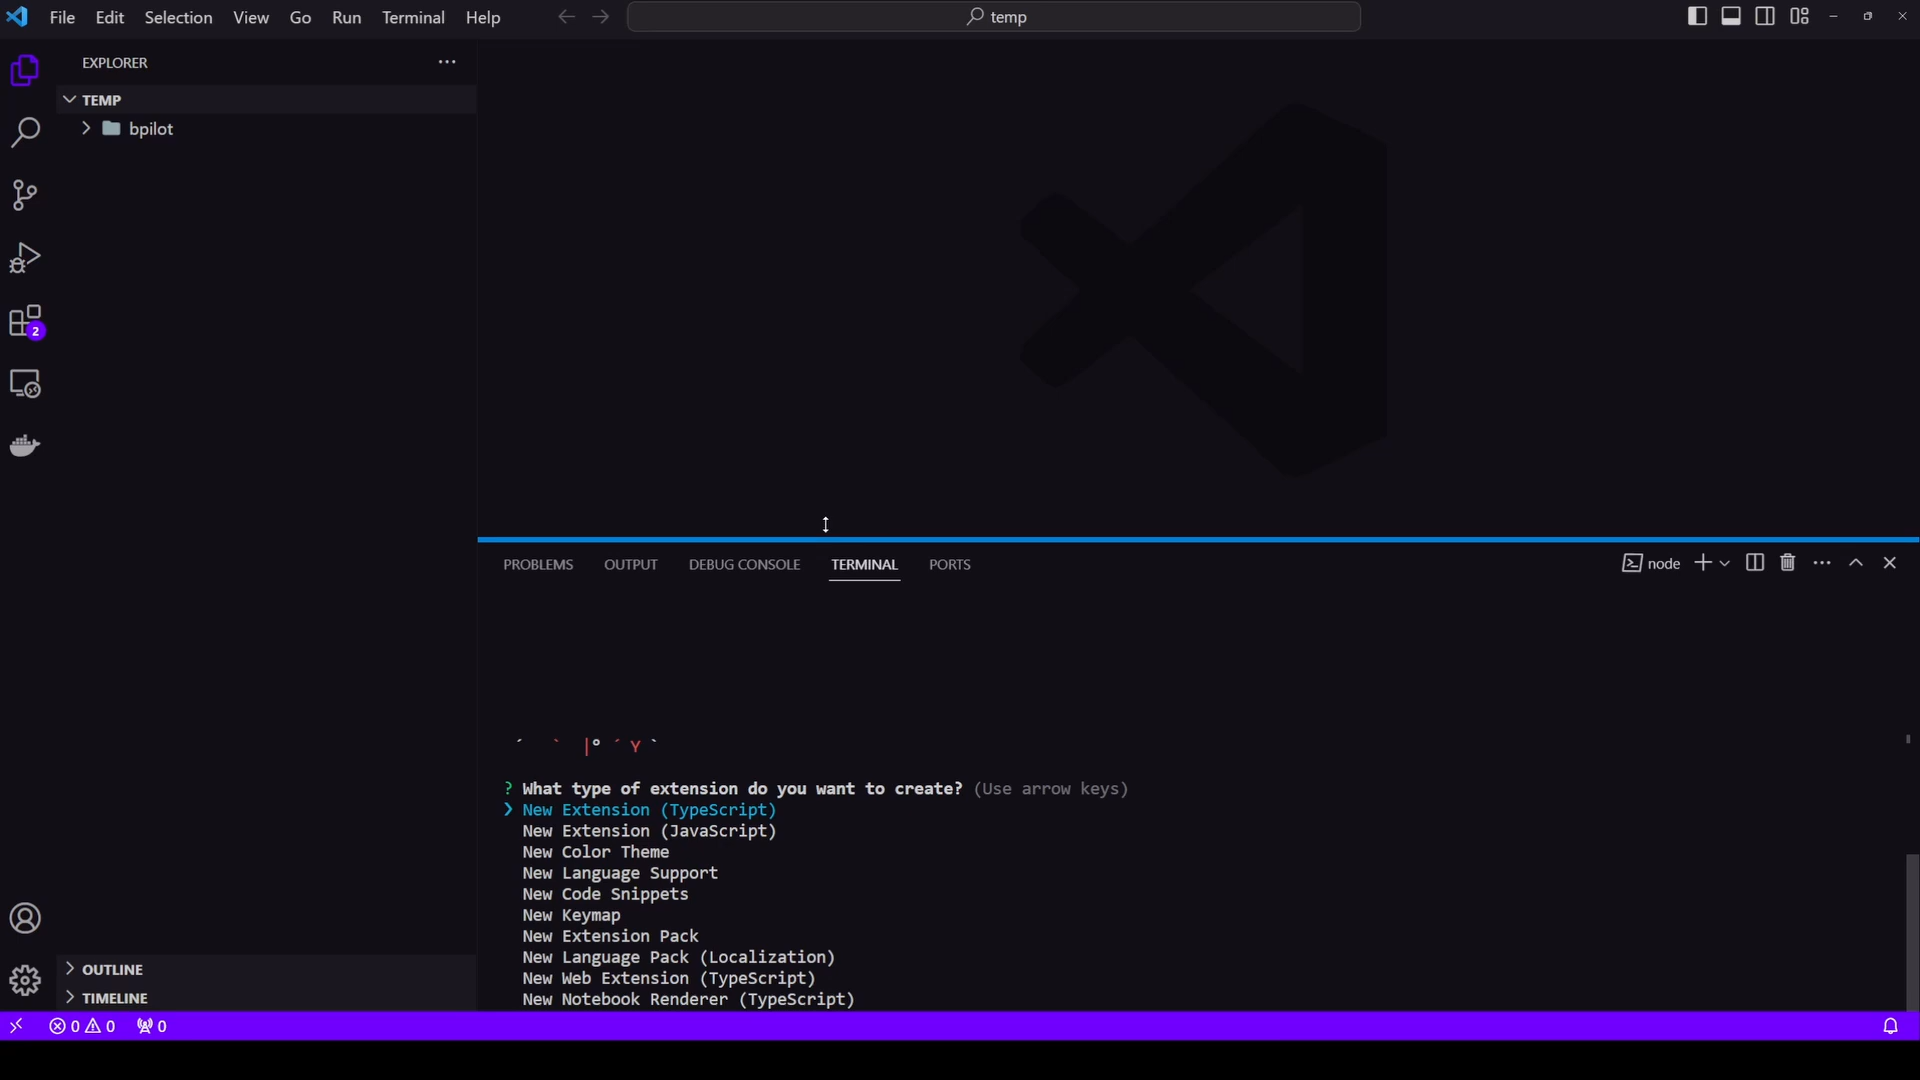 File Edit Selection View Go Run Terminal Help
temp
EXPLORER
TEMP
bpilot
2
PROBLEMS OUTPUT DEBUG CONSOLE TERMINAL PORTS
node
´ ` |° ´ Y `
? What type of extension do you want to create? (Use arrow keys)
❯ New Extension (TypeScript)
New Extension (JavaScript)
New Color Theme
New Language Support
New Code Snippets
New Keymap
New Extension Pack
New Language Pack (Localization)
New Web Extension (TypeScript)
New Notebook Renderer (TypeScript)
OUTLINE
TIMELINE
0 0 0